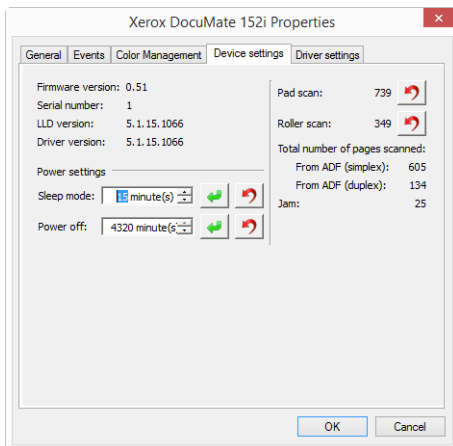 Xerox DocuMate 152i Properties
General Events Color Management Device settings Driver settings
Firmware version: 0.51
Serial number: 1
LLD version: 5.1.15.1066
Driver version: 5.1.15.1066
Power settings
Sleep mode: 15 minute(s)
Power off: 4320 minute(s
Pad scan: 739
Roller scan: 349
Total number of pages scanned:
From ADF (simplex): 605
From ADF (duplex): 134
Jam: 25
OK Cancel